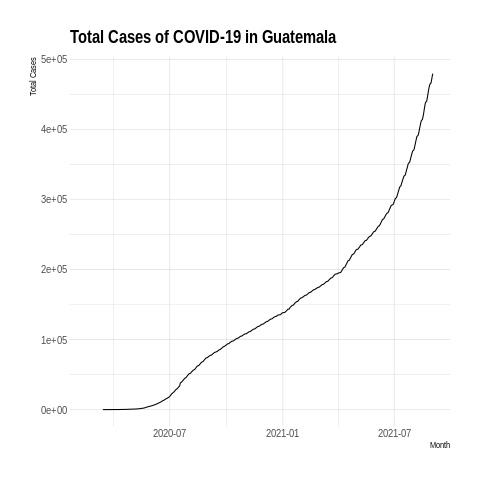 Total Cases of COVID-19 in Guatemala
Total Cases
5e+05
4e+05
3e+05
2e+05
1e+05
0e+00
2020-07 2021-01 2021-07
Month